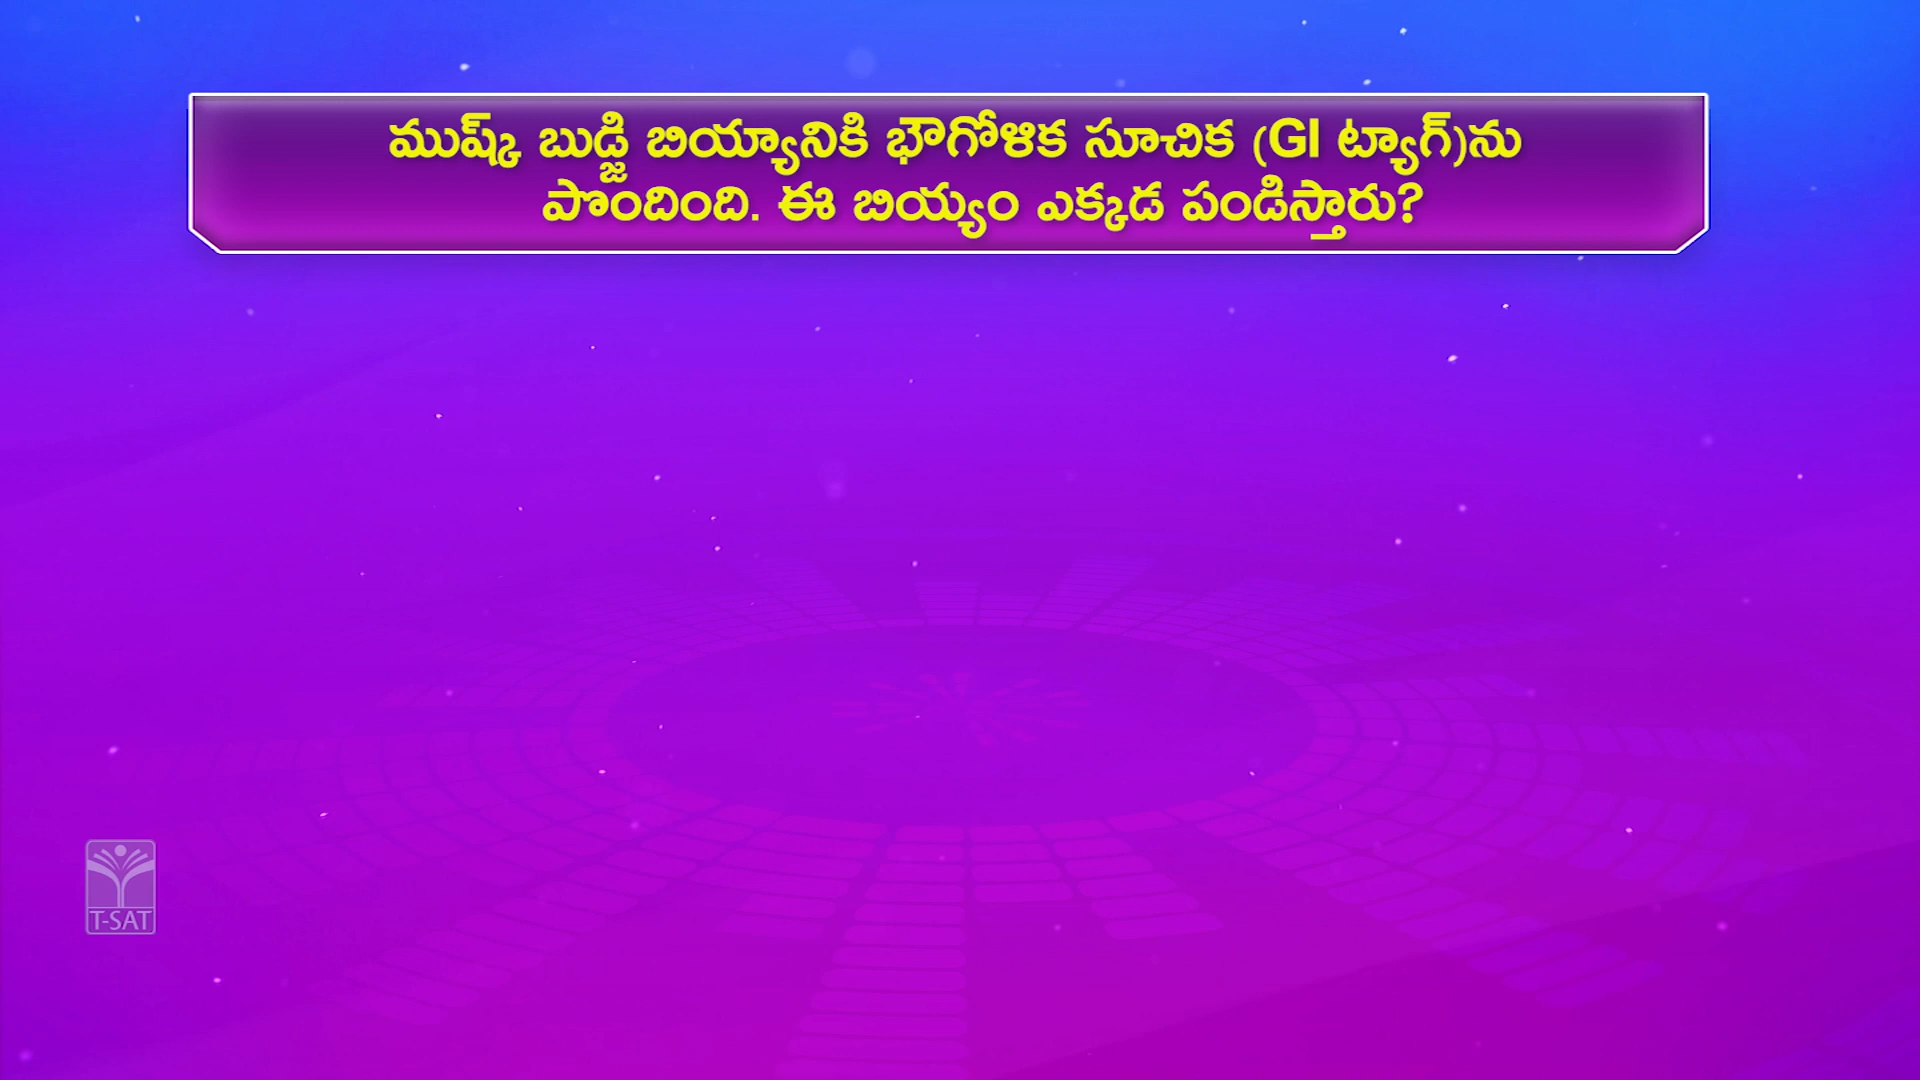 ముష్క్ బుడ్జి బియ్యానికి భౌగోళిక సూచిక (GI ట్యాగ్)ను
పొందింది. ఈ బియ్యం ఎక్కడ పండిస్తారు?
T-SAT